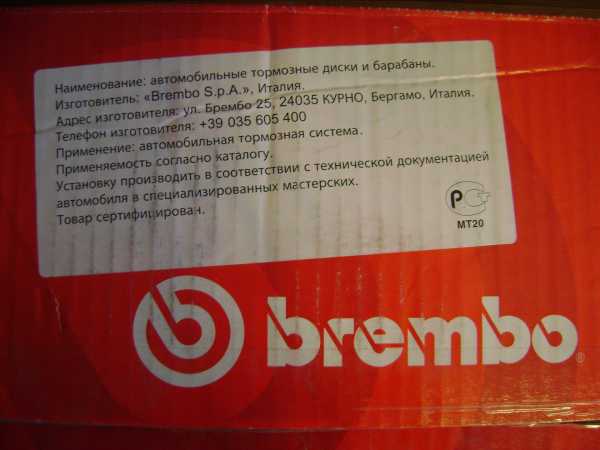 Наименование: автомобильные тормозные диски и барабаны.
Изготовитель: «Brembo S.p.A.», Италия.
Адрес изготовителя: ул. Брембо 25, 24035 КУРНО, Бергамо, Италия.
Телефон изготовителя: +39 035 605 400
Применение: автомобильная тормозная система.
Применяемость согласно каталогу.
Установку производить в соответствии с технической документацией
автомобиля в специализированных мастерских.
Товар сертифицирован.
МТ20
brembo®